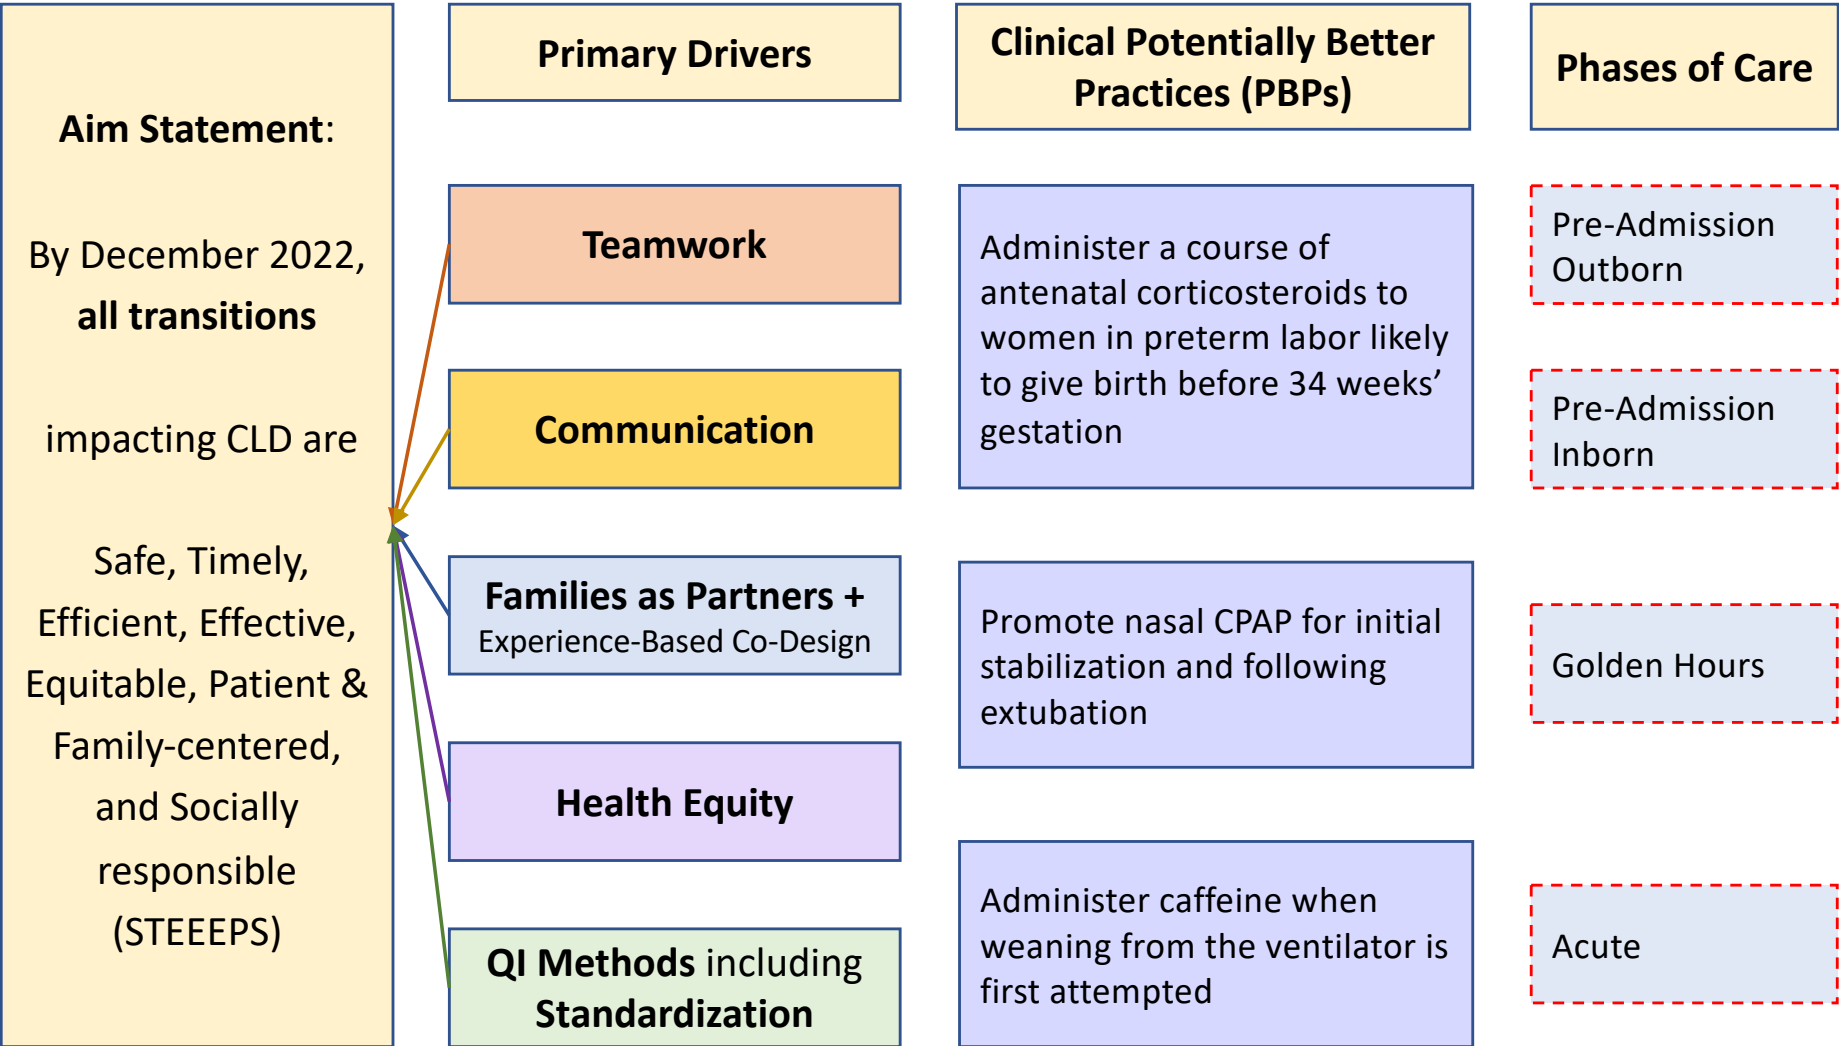 Aim Statement:
By December 2022,
all transitions
impacting CLD are
Safe, Timely,
Efficient, Effective,
Equitable, Patient &
Family-centered,
and Socially
responsible
(STEEEPS)
Primary Drivers
Teamwork
Communication
Families as Partners +
Experience-Based Co-Design
Health Equity
QI Methods including
Standardization
Clinical Potentially Better
Practices (PBPs)
Administer a course of
antenatal corticosteroids to
women in preterm labor likely
to give birth before 34 weeks’
gestation
Promote nasal CPAP for initial
stabilization and following
extubation
Administer caffeine when
weaning from the ventilator is
first attempted
Phases of Care
Pre-Admission
Outborn
Pre-Admission
Inborn
Golden Hours
Acute